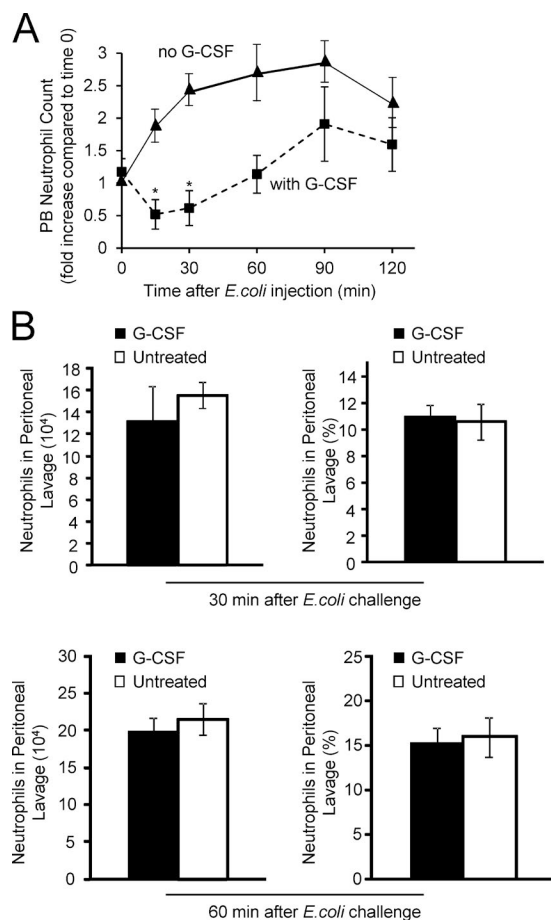 A
no G-CSF
3
2.5
2
1.5
1
0.5
0
PB Neutrophil Count
(fold increase compared to time 0)
* *
with G-CSF
0 30 60 90 120
Time after E.coli injection (min)
B
G-CSF
Untreated
18
16
14
12
10
8
6
4
2
0
Neutrophils in Peritoneal
Lavage (10⁴)
G-CSF
Untreated
14
12
10
8
6
4
2
0
Neutrophils in Peritoneal
Lavage (%)
30 min after E.coli challenge
G-CSF
Untreated
30
25
20
15
10
5
0
Neutrophils in Peritoneal
Lavage (10⁴)
G-CSF
Untreated
25
20
15
10
5
0
Neutrophils in Peritoneal
Lavage (%)
60 min after E.coli challenge